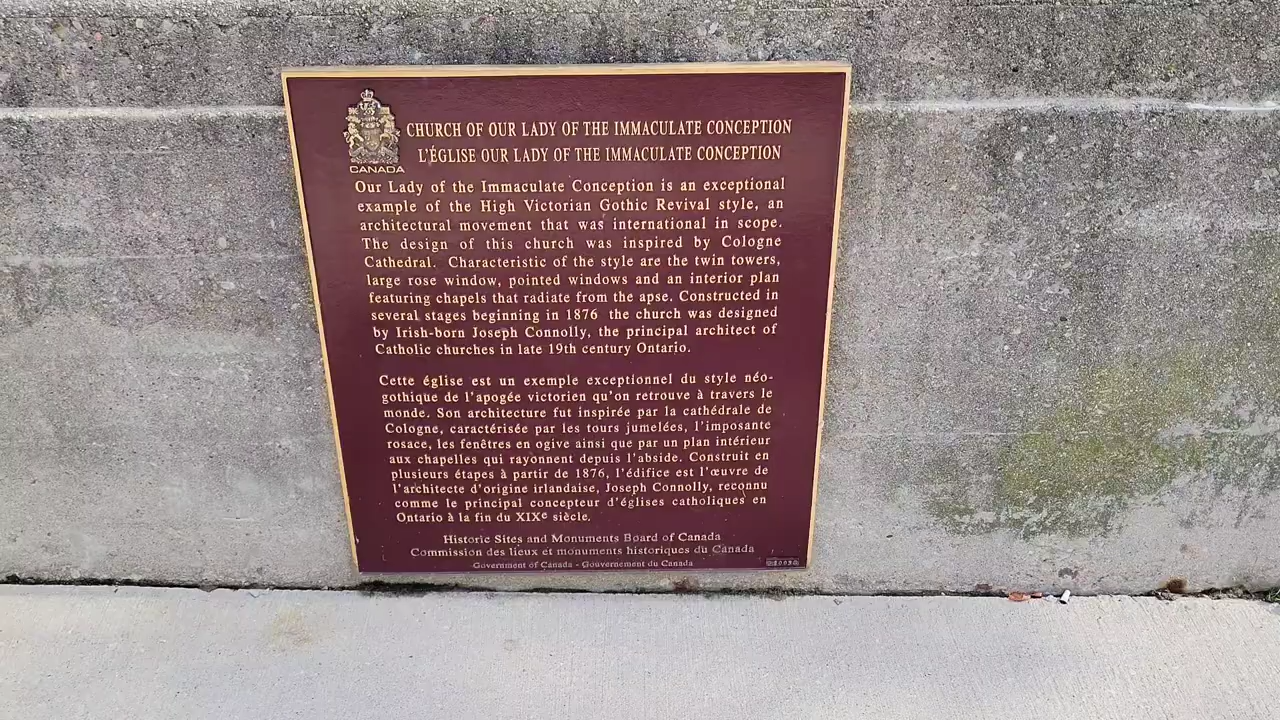 CHURCH OF OUR LADY OF THE IMMACULATE CONCEPTION
L'ÉGLISE OUR LADY OF THE IMMACULATE CONCEPTION
CANADA
Our Lady of the Immaculate Conception is an exceptional
example of the High Victorian Gothic Revival style, an
architectural movement that was international in scope.
The design of this church was inspired by Cologne
Cathedral. Characteristic of the style are the twin towers,
large rose window, pointed windows and an interior plan
featuring chapels that radiate from the apse. Constructed in
several stages beginning in 1876 the church was designed
by Irish-born Joseph Connolly, the principal architect of
Catholic churches in late 19th century Ontario.
Cette église est un exemple exceptionnel du style néo-
gothique de l'apogée victorien qu'on retrouve à travers le
monde. Son architecture fut inspirée par la cathédrale de
Cologne, caractérisée par les tours jumelées, l'imposante
rosace, les fenêtres en ogive ainsi que par un plan intérieur
aux chapelles qui rayonnent depuis l'abside. Construit en
plusieurs étapes à partir de 1876, l'édifice est l'œuvre de
l'architecte d'origine irlandaise, Joseph Connolly, reconnu
comme le principal concepteur d'églises catholiques en
Ontario à la fin du XIXe siècle.
Historic Sites and Monuments Board of Canada
Commission des lieux et monuments historiques du Canada
Government of Canada - Gouvernement du Canada